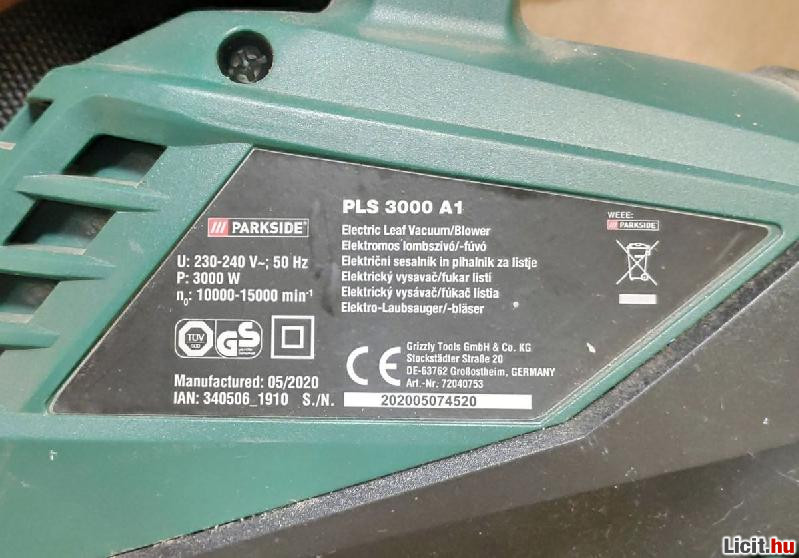 PARKSIDE®
U: 230-240 V~; 50 Hz
P: 3000 W
n₀: 10000-15000 min⁻¹
TÜV
SÜD
GS
Manufactured: 05/2020
IAN: 340506_1910 S./N.
PLS 3000 A1
Electric Leaf Vacuum/Blower
Elektromos lombszívó/-fúvó
Električni sesalnik in pihalnik za listje
Elektrický vysavač/fukar listí
Elektrický vysávač/fúkač lístia
Elektro-Laubsauger/-bläser
CE
Grizzly Tools GmbH & Co. KG
Stockstädter Straße 20
DE-63762 Großostheim, GERMANY
Art.-Nr. 72040753
202005074520
WEEE:
PARKSIDE
Licit.hu